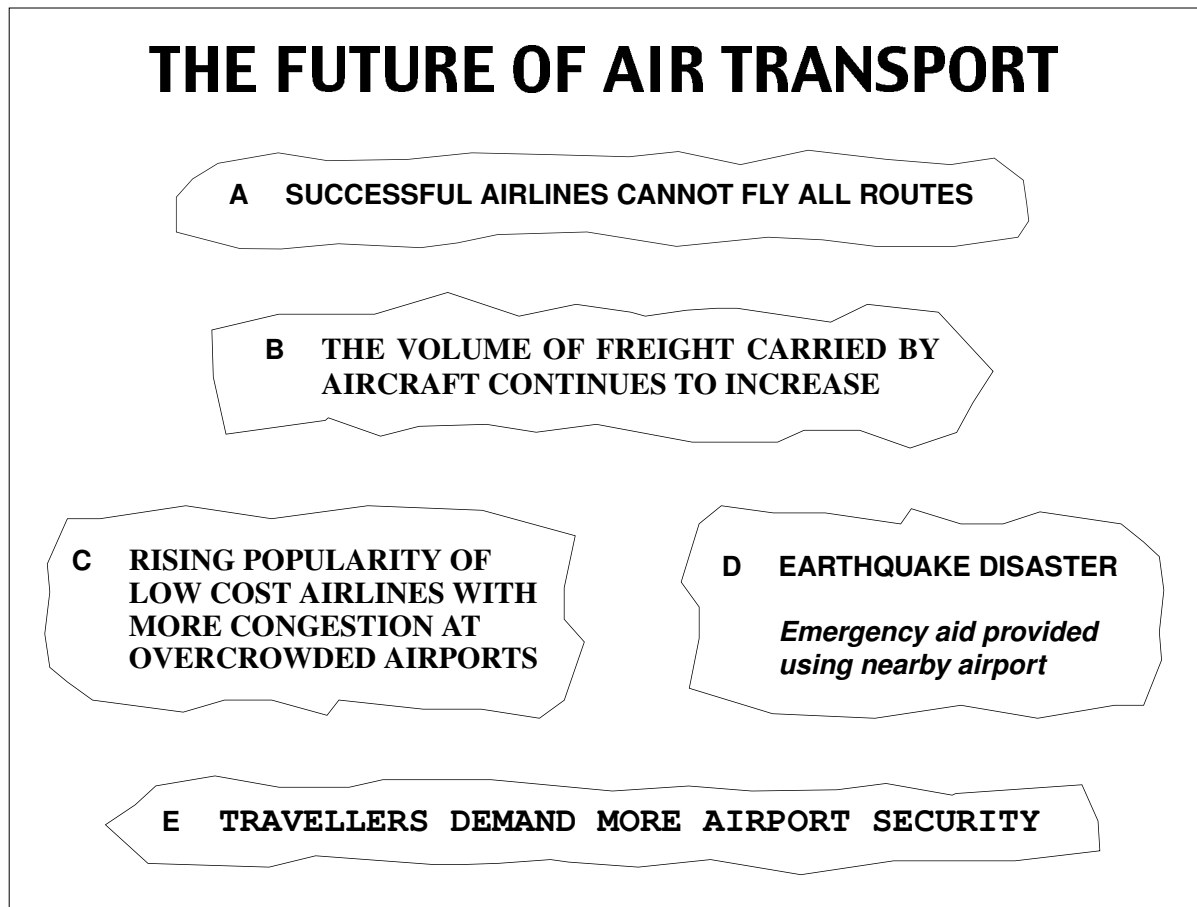 THE FUTURE OF AIR TRANSPORT
A SUCCESSFUL AIRLINES CANNOT FLY ALL ROUTES
B THE VOLUME OF FREIGHT CARRIED BY
AIRCRAFT CONTINUES TO INCREASE
C RISING POPULARITY OF
LOW COST AIRLINES WITH
MORE CONGESTION AT
OVERCROWDED AIRPORTS
D EARTHQUAKE DISASTER
Emergency aid provided
using nearby airport
E TRAVELLERS DEMAND MORE AIRPORT SECURITY